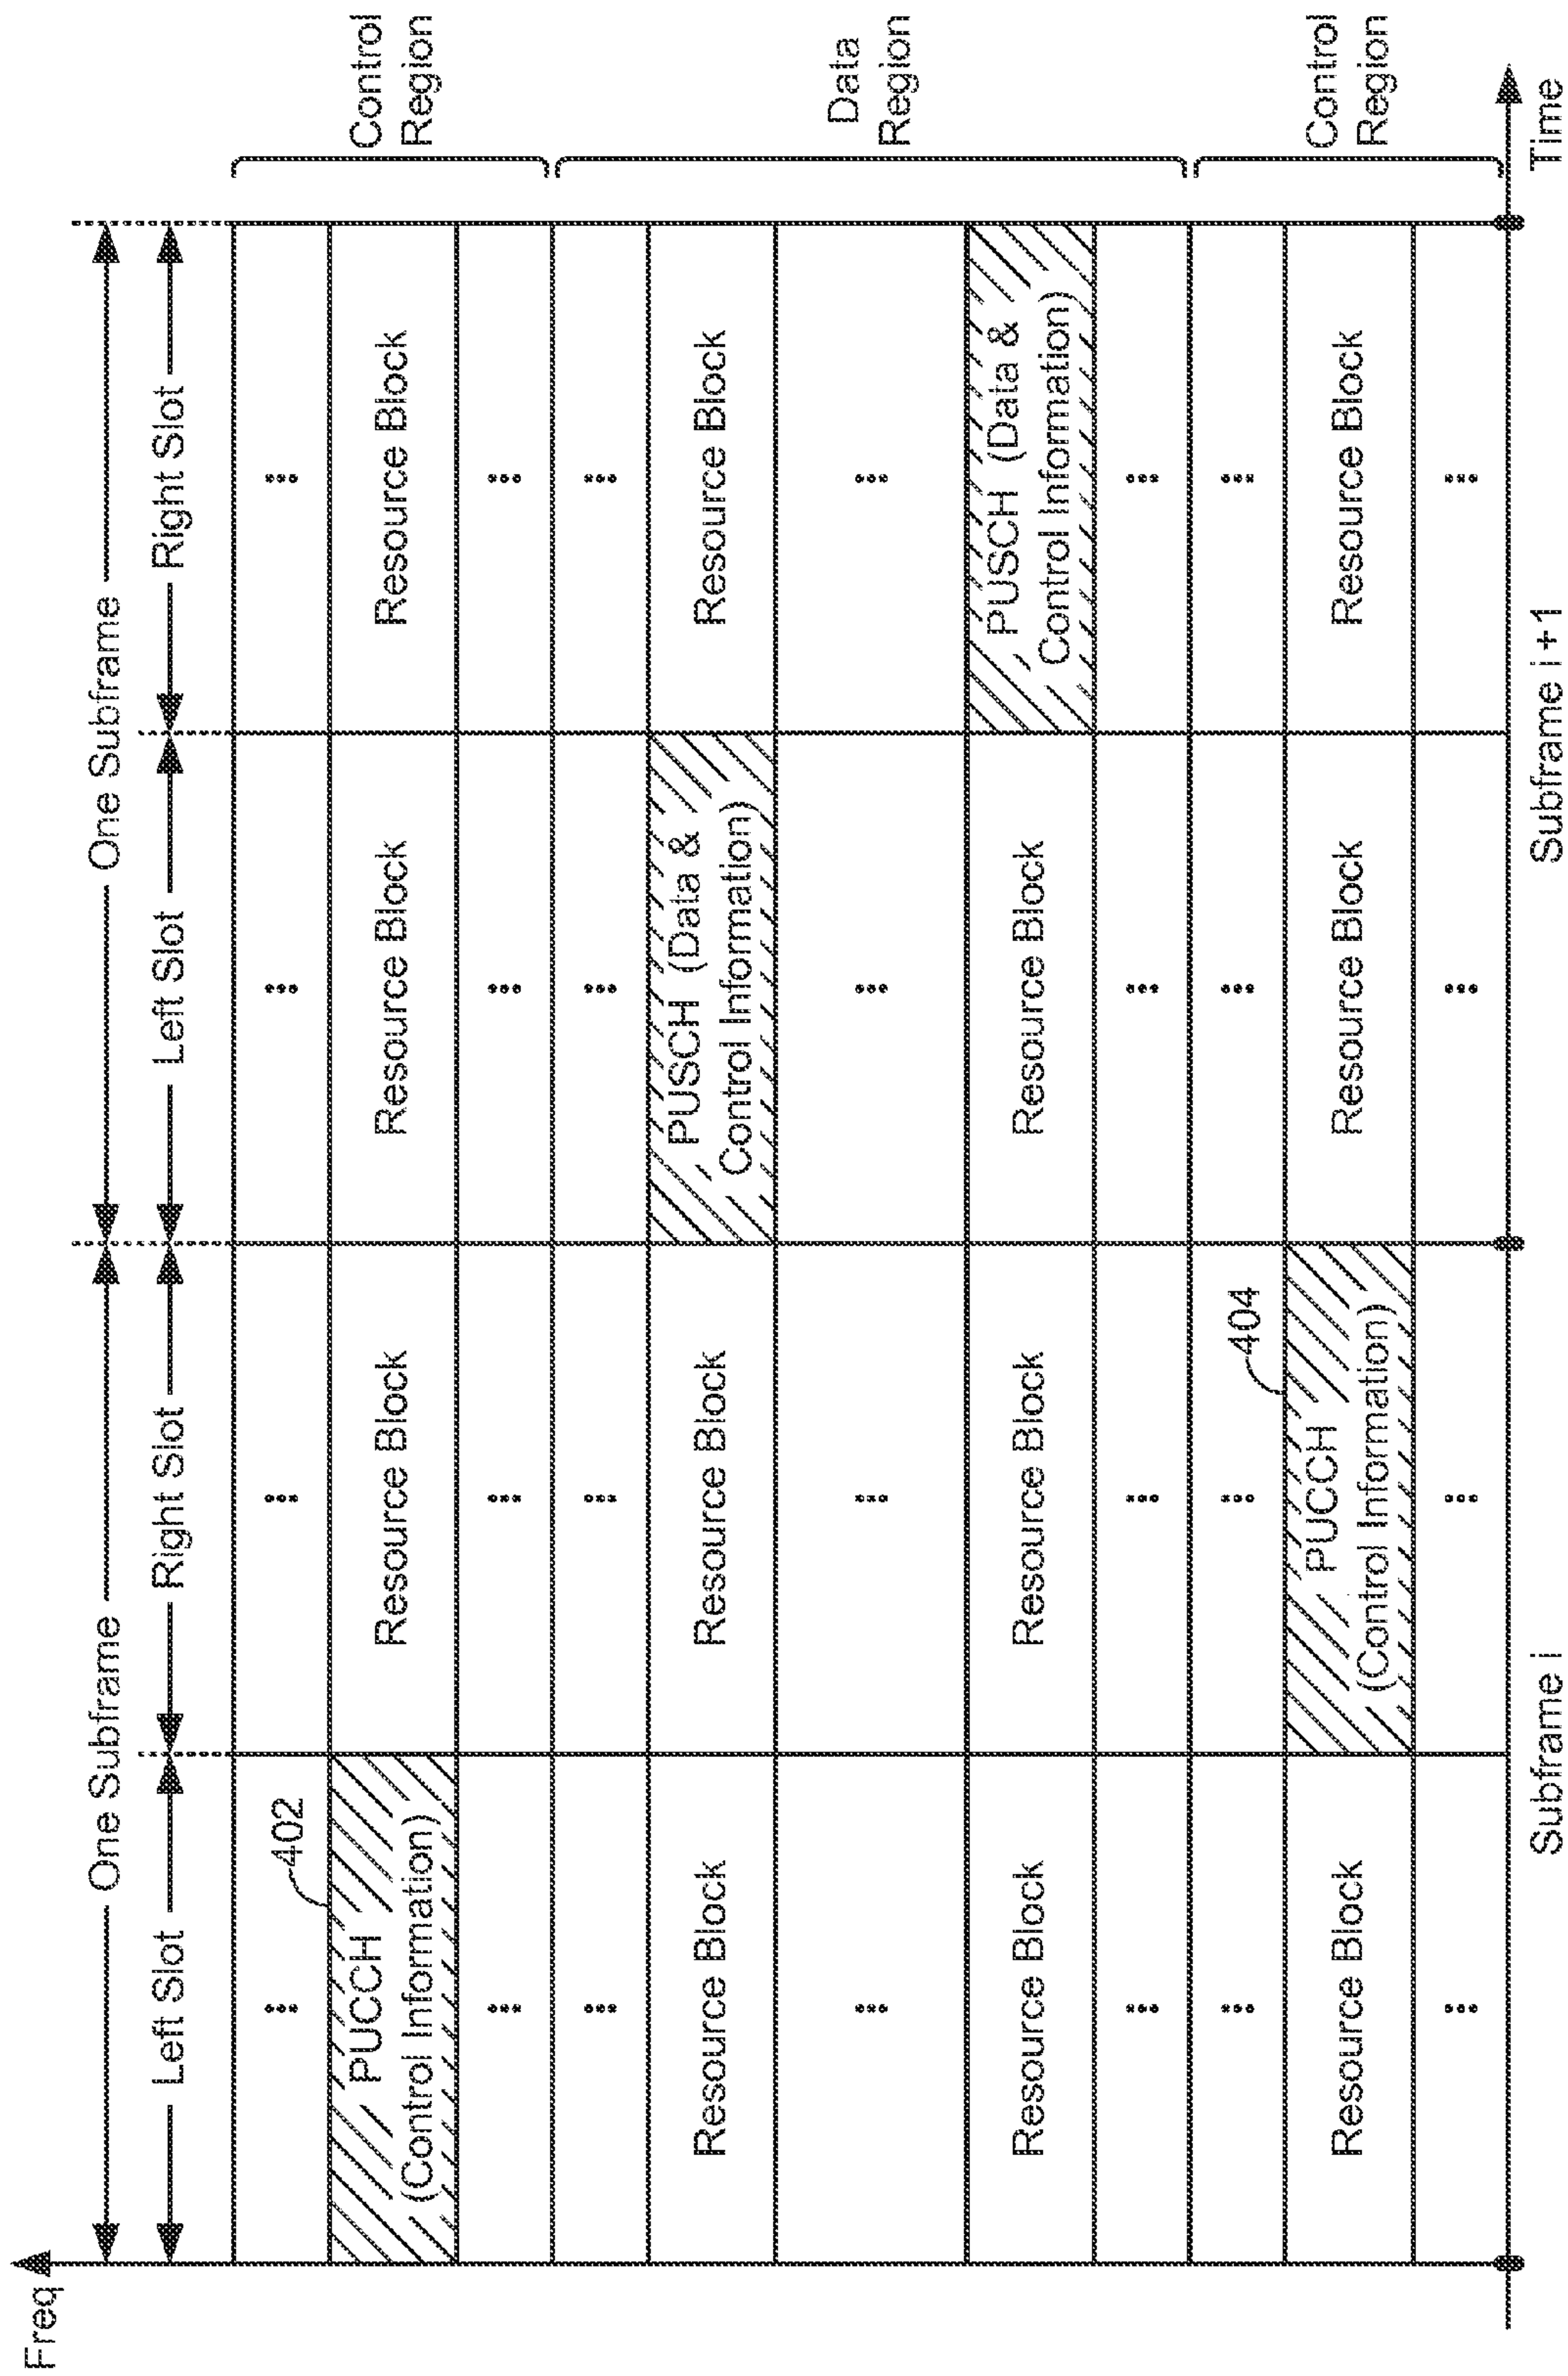 Freq
One Subframe
One Subframe
Left Slot
Right Slot
Left Slot
Right Slot
402
PUCCH
(Control Information)
Resource Block
Resource Block
Resource Block
Control
Region
Resource Block
Resource Block
PUSCH (Data &
Control Information)
Resource Block
Data
Region
Resource Block
Resource Block
Resource Block
PUSCH (Data &
Control Information)
404
Resource Block
PUCCH
(Control Information)
Resource Block
Resource Block
Control
Region
Subframe i
Subframe i + 1
Time